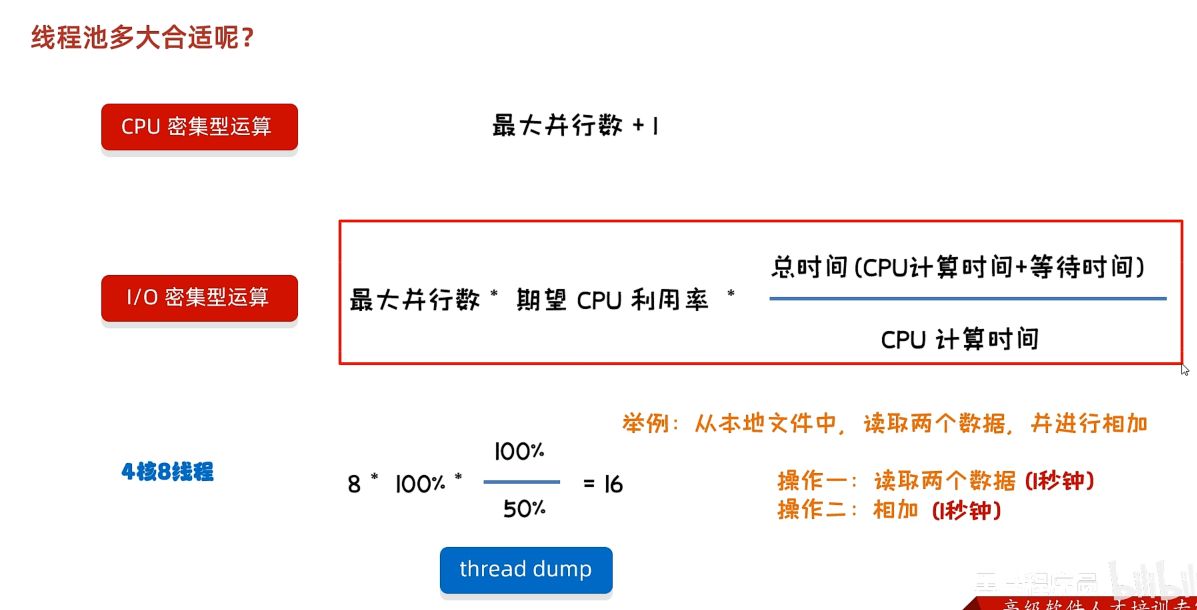 线程池多大合适呢?
CPU 密集型运算
最大并行数 + 1
I/O 密集型运算
最大并行数 * 期望 CPU 利用率 *
总时间(CPU计算时间+等待时间)
CPU 计算时间
举例：从本地文件中，读取两个数据，并进行相加
4核8线程
8 * 100% *
100%
50%
= 16
操作一：读取两个数据 (1秒钟)
操作二：相加 (1秒钟)
thread dump
bilibili
高级软件人才培训专